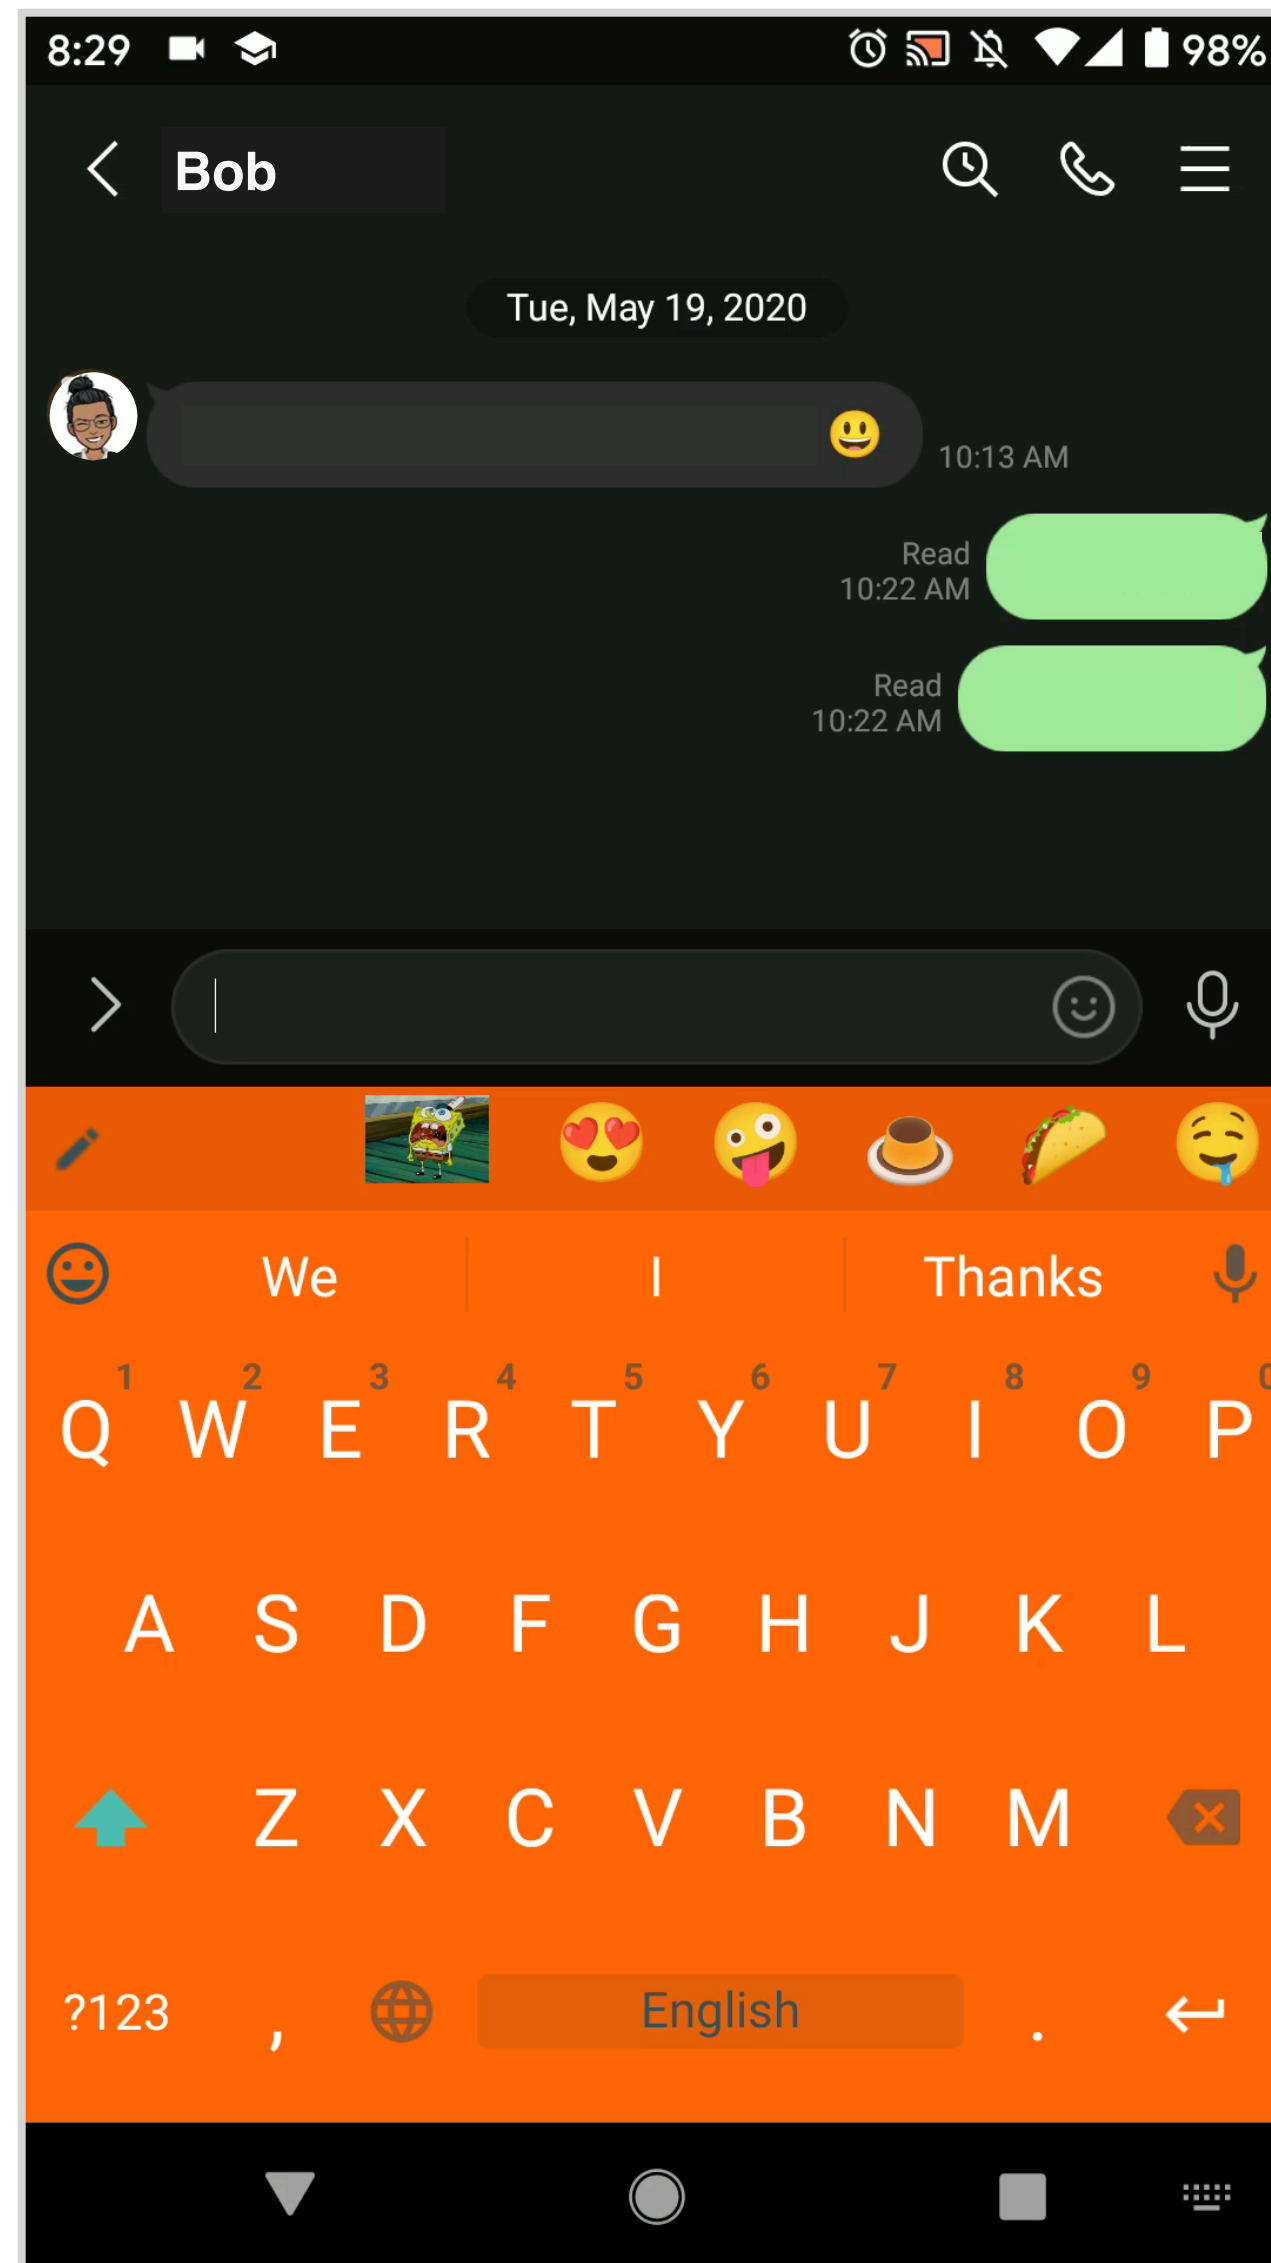 8:29 98%
Bob
Tue, May 19, 2020
10:13 AM
Read
10:22 AM
Read
10:22 AM
We I Thanks
1 2 3 4 5 6 7 8 9 0
Q W E R T Y U I O P
A S D F G H J K L
Z X C V B N M
?123 , English .